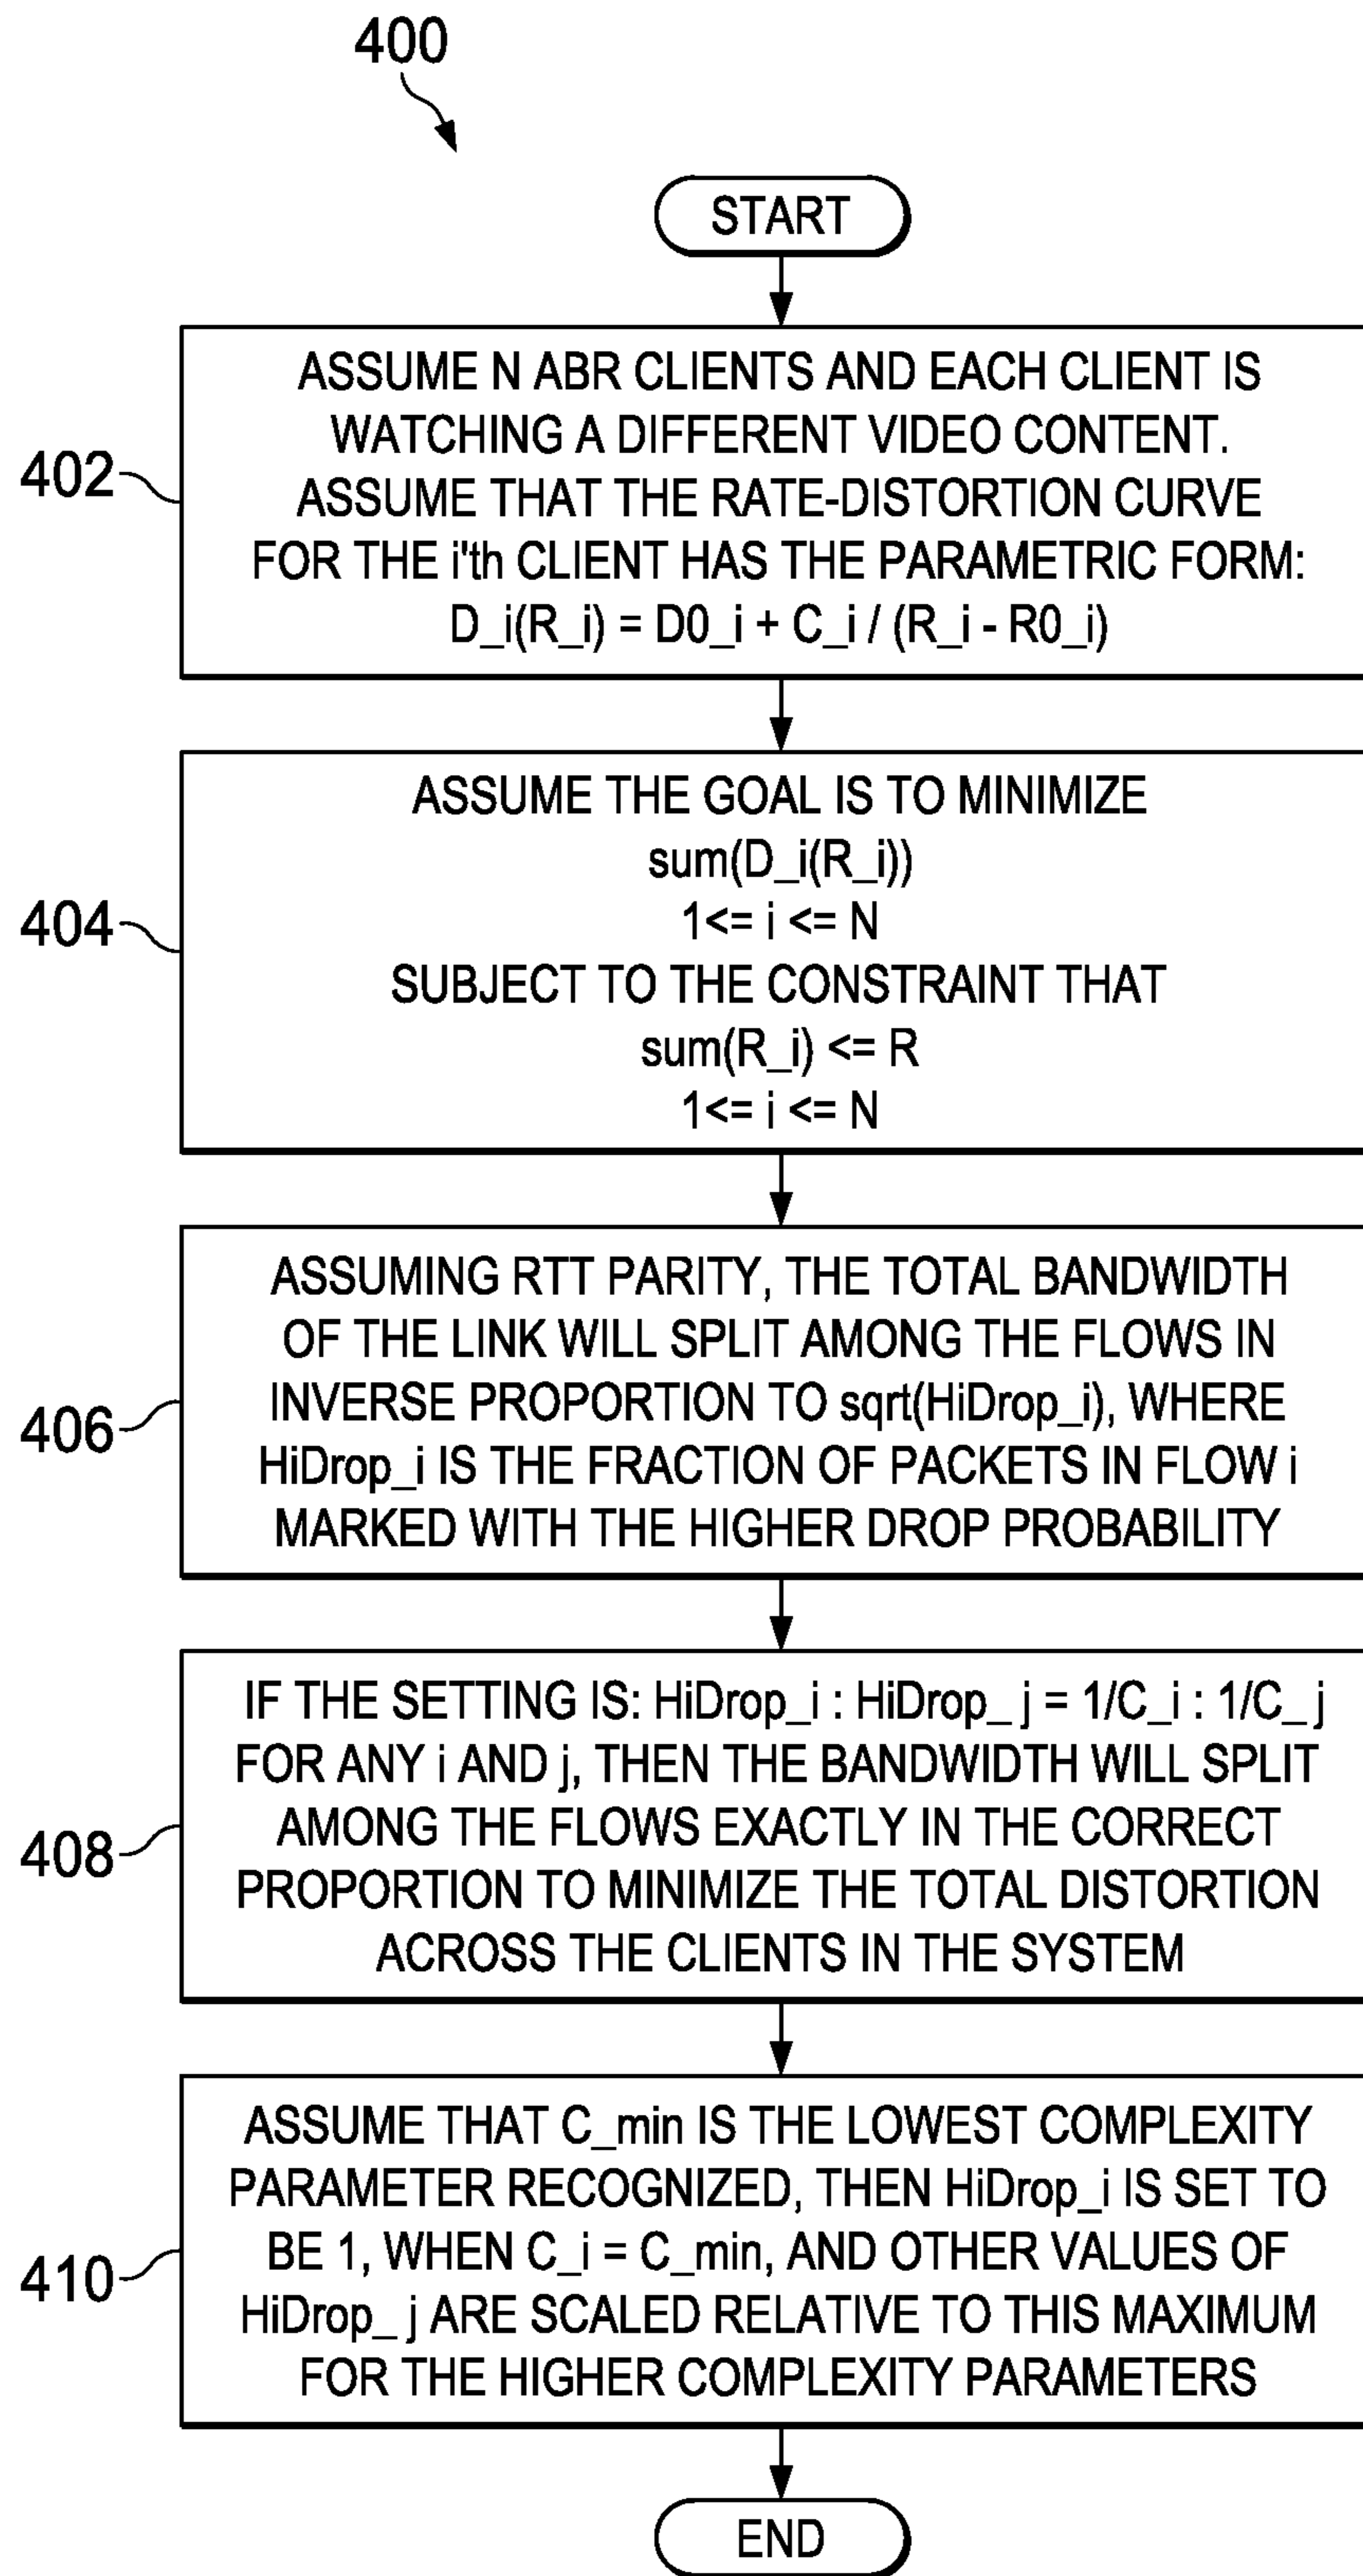 400
START
402
ASSUME N ABR CLIENTS AND EACH CLIENT IS
WATCHING A DIFFERENT VIDEO CONTENT.
ASSUME THAT THE RATE-DISTORTION CURVE
FOR THE i'th CLIENT HAS THE PARAMETRIC FORM:
D_i(R_i) = D0_i + C_i / (R_i - R0_i)
404
ASSUME THE GOAL IS TO MINIMIZE
sum(D_i(R_i))
1<= i <= N
SUBJECT TO THE CONSTRAINT THAT
sum(R_i) <= R
1<= i <= N
406
ASSUMING RTT PARITY, THE TOTAL BANDWIDTH
OF THE LINK WILL SPLIT AMONG THE FLOWS IN
INVERSE PROPORTION TO sqrt(HiDrop_i), WHERE
HiDrop_i IS THE FRACTION OF PACKETS IN FLOW i
MARKED WITH THE HIGHER DROP PROBABILITY
408
IF THE SETTING IS: HiDrop_i : HiDrop_ j = 1/C_i : 1/C_ j
FOR ANY i AND j, THEN THE BANDWIDTH WILL SPLIT
AMONG THE FLOWS EXACTLY IN THE CORRECT
PROPORTION TO MINIMIZE THE TOTAL DISTORTION
ACROSS THE CLIENTS IN THE SYSTEM
410
ASSUME THAT C_min IS THE LOWEST COMPLEXITY
PARAMETER RECOGNIZED, THEN HiDrop_i IS SET TO
BE 1, WHEN C_i = C_min, AND OTHER VALUES OF
HiDrop_ j ARE SCALED RELATIVE TO THIS MAXIMUM
FOR THE HIGHER COMPLEXITY PARAMETERS
END